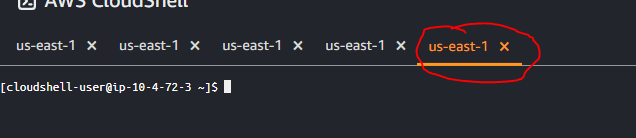 AWS CloudShell
us-east-1 × us-east-1 × us-east-1 × us-east-1 × us-east-1 ×
[cloudshell-user@ip-10-4-72-3 ~]$